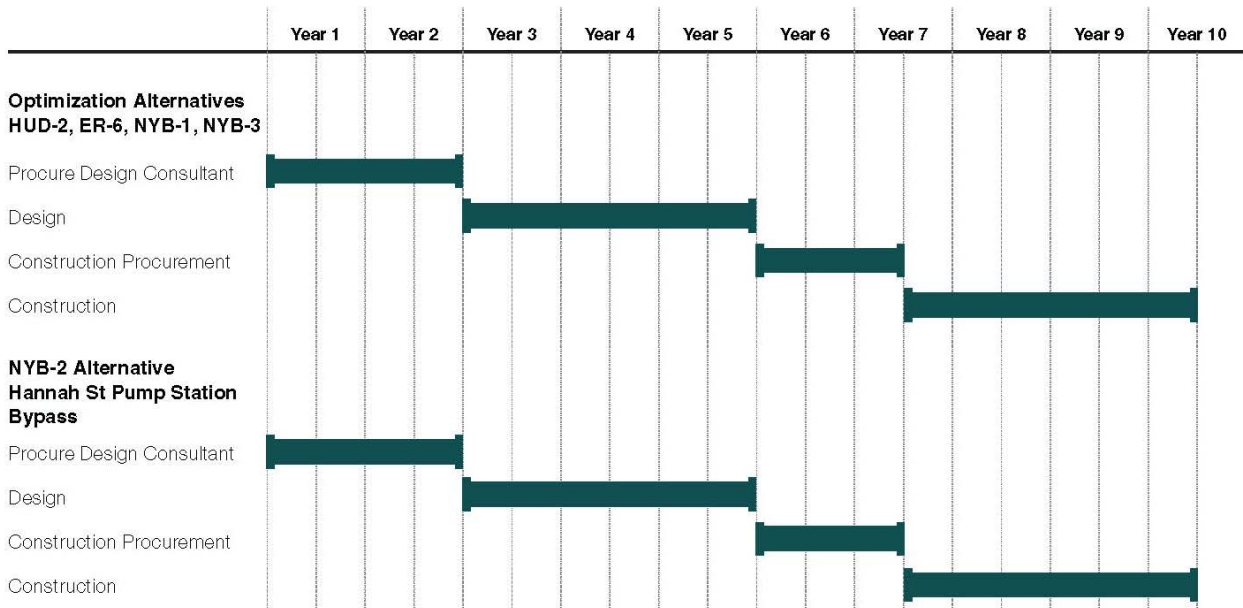 Year 1 Year 2 Year 3 Year 4 Year 5 Year 6 Year 7 Year 8 Year 9 Year 10
Optimization Alternatives
HUD-2, ER-6, NYB-1, NYB-3
Procure Design Consultant
Design
Construction Procurement
Construction
NYB-2 Alternative
Hannah St Pump Station
Bypass
Procure Design Consultant
Design
Construction Procurement
Construction